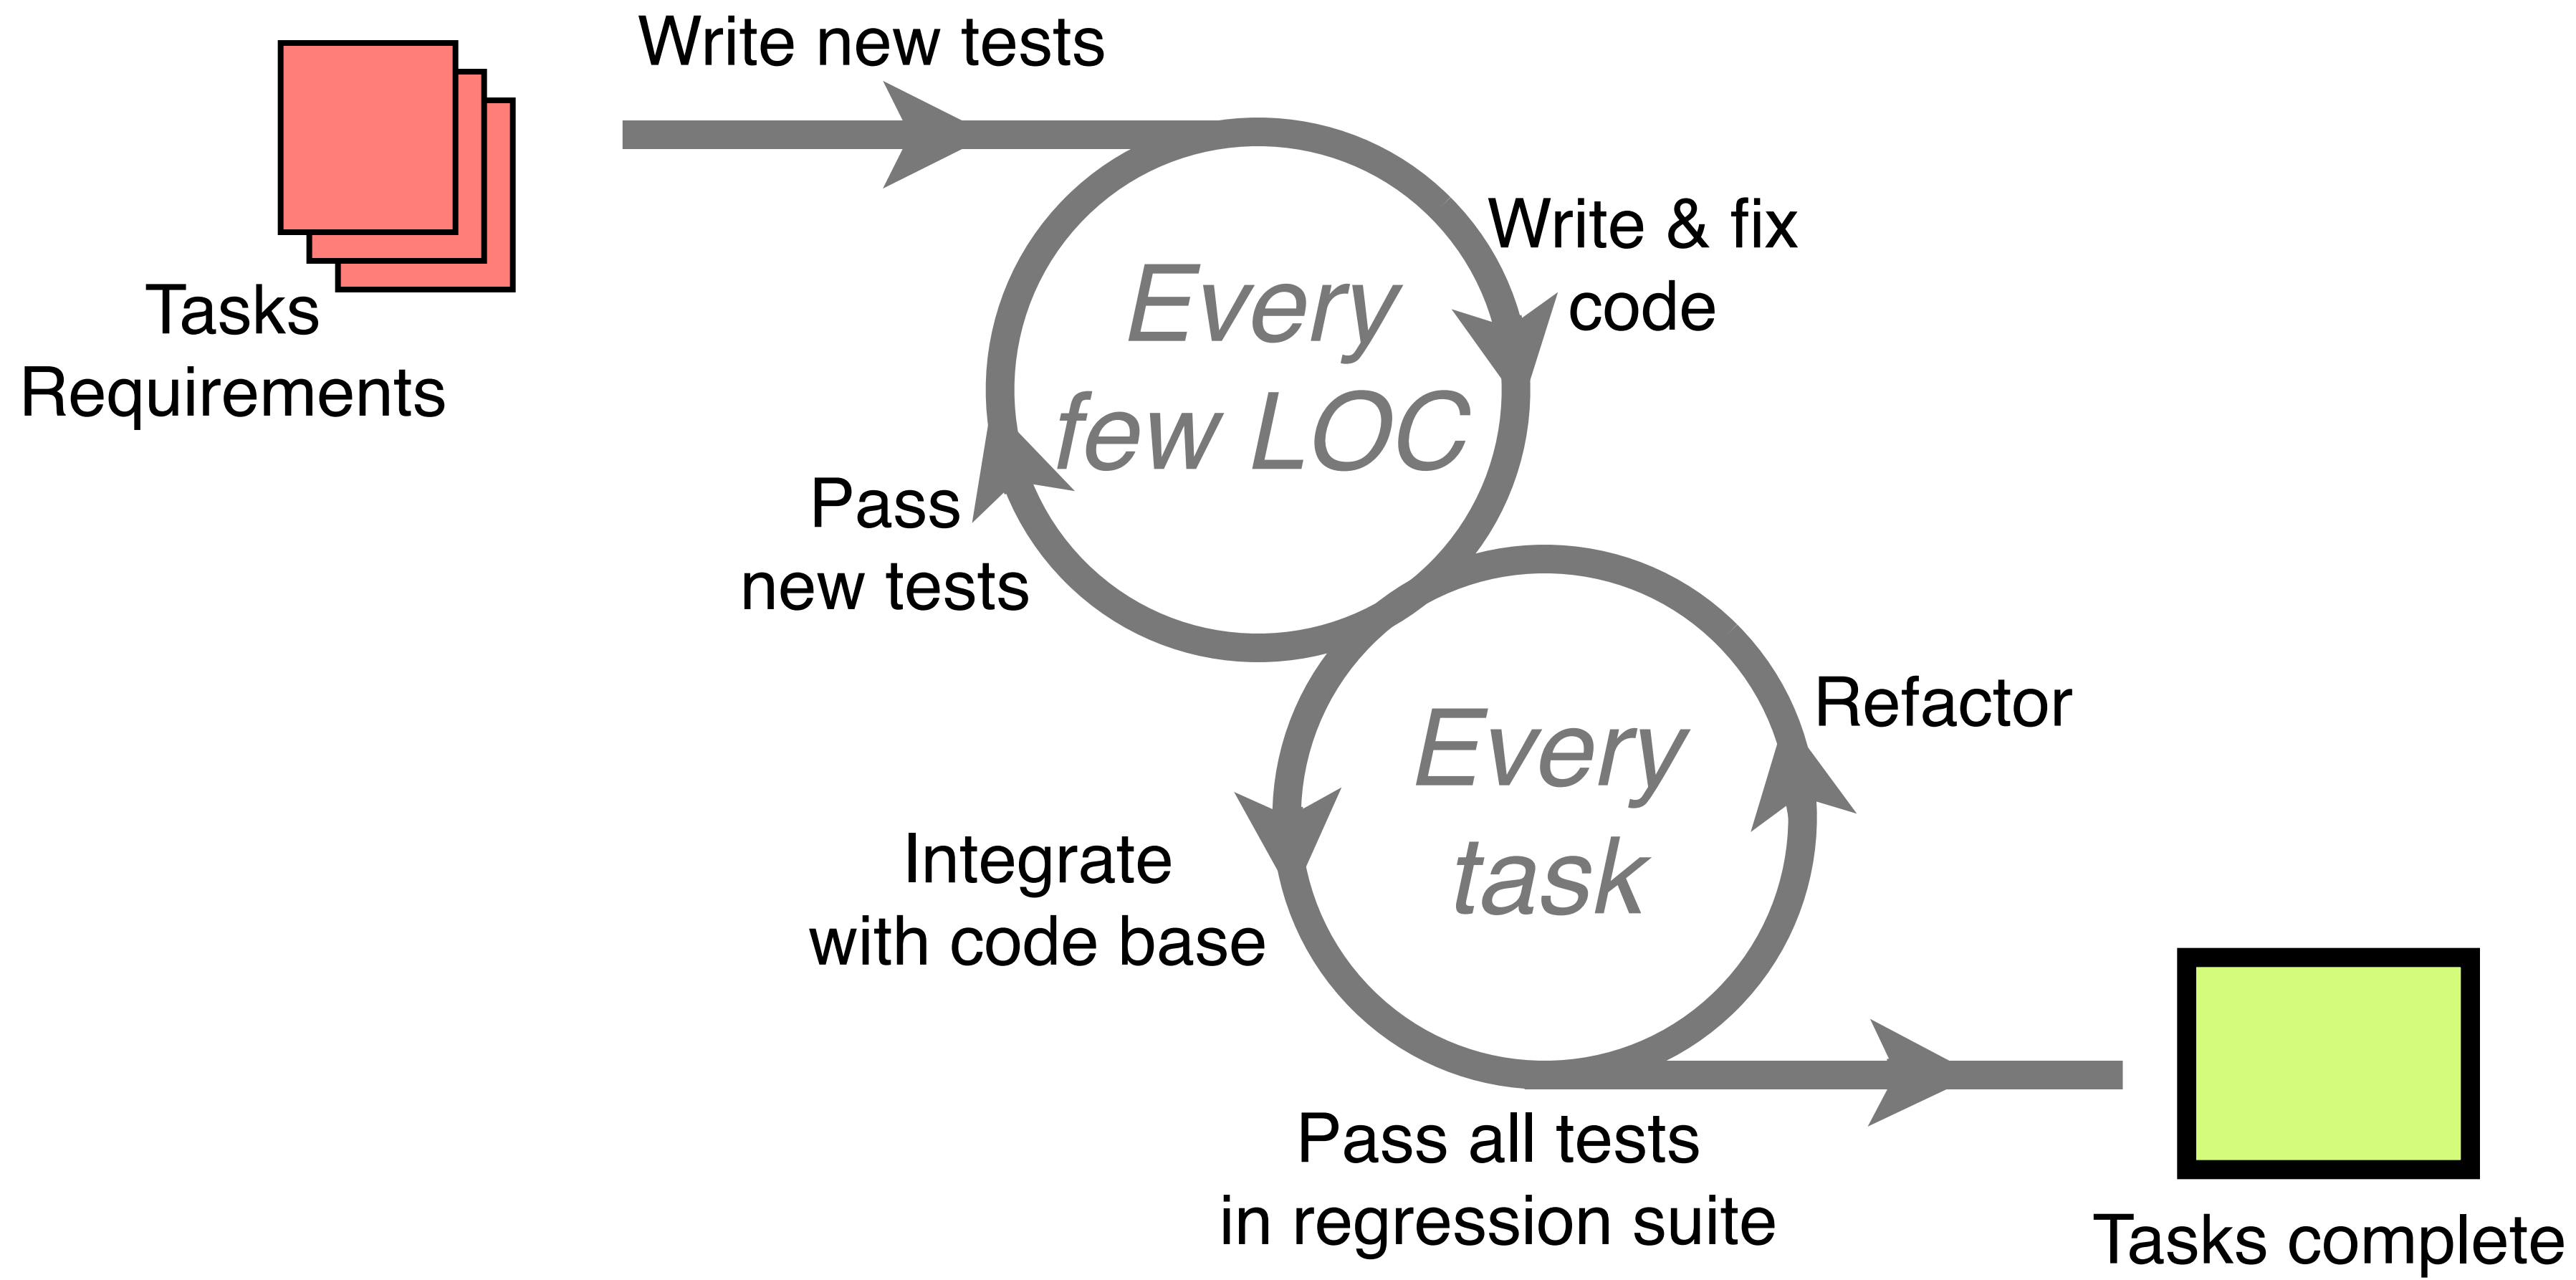 Write new tests
Tasks
Requirements
Write & fix
code
Every
few LOC
Pass
new tests
Refactor
Every
task
Integrate
with code base
Pass all tests
in regression suite
Tasks complete